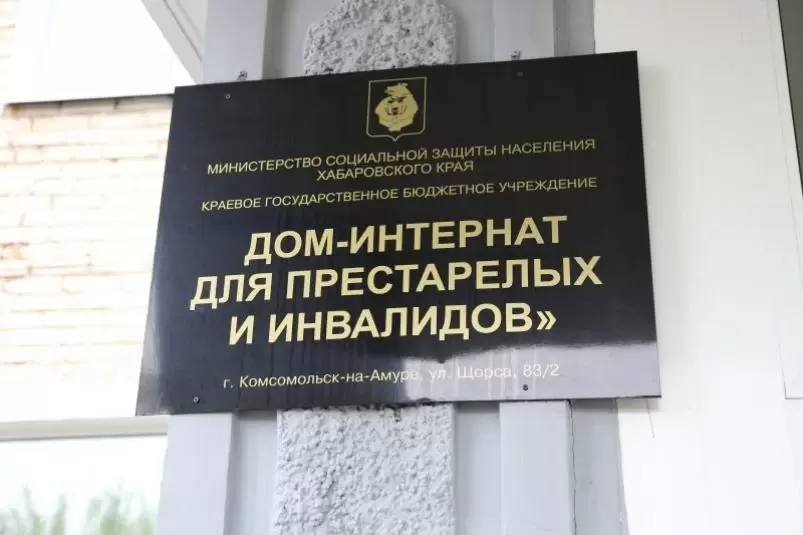 МИНИСТЕРСТВО СОЦИАЛЬНОЙ ЗАЩИТЫ НАСЕЛЕНИЯ
ХАБАРОВСКОГО КРАЯ
КРАЕВОЕ ГОСУДАРСТВЕННОЕ БЮДЖЕТНОЕ УЧРЕЖДЕНИЕ
ДОМ-ИНТЕРНАТ
ДЛЯ ПРЕСТАРЕЛЫХ
И ИНВАЛИДОВ»
г. Комсомольск-на-Амуре, ул. Щорса, 83/2